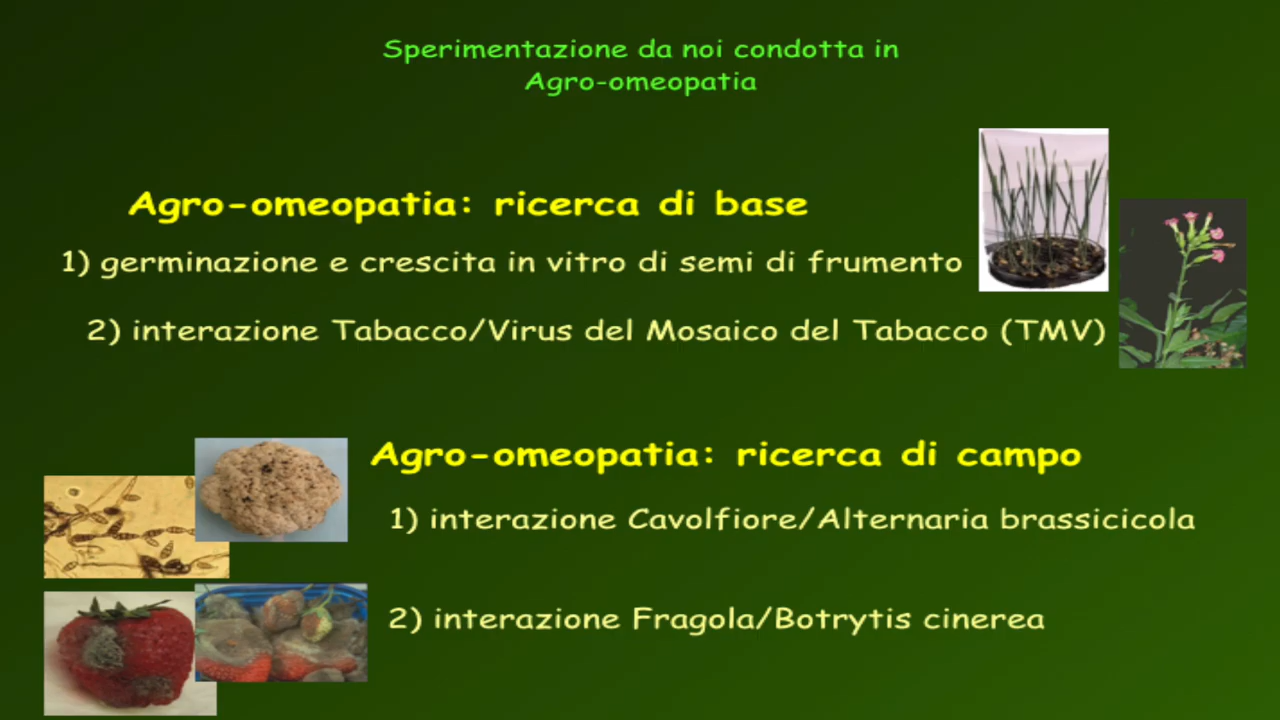 Sperimentazione da noi condotta in
Agro-omeopatia
Agro-omeopatia: ricerca di base
1) germinazione e crescita in vitro di semi di frumento
2) interazione Tabacco/Virus del Mosaico del Tabacco (TMV)
Agro-omeopatia: ricerca di campo
1) interazione Cavolfiore/Alternaria brassicicola
2) interazione Fragola/Botrytis cinerea